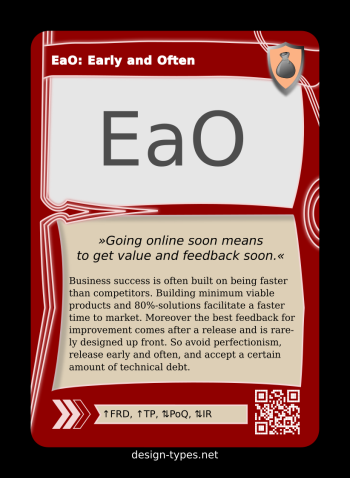 EaO: Early and Often
EaO
»Going online soon means
to get value and feedback soon.«
Business success is often built on being faster
than competitors. Building minimum viable
products and 80%-solutions facilitate a faster
time to market. Moreover the best feedback for
improvement comes after a release and is rare-
ly designed up front. So avoid perfectionism,
release early and often, and accept a certain
amount of technical debt.
↑FRD, ↑TP, ⇅PoQ, ⇅IR
design-types.net